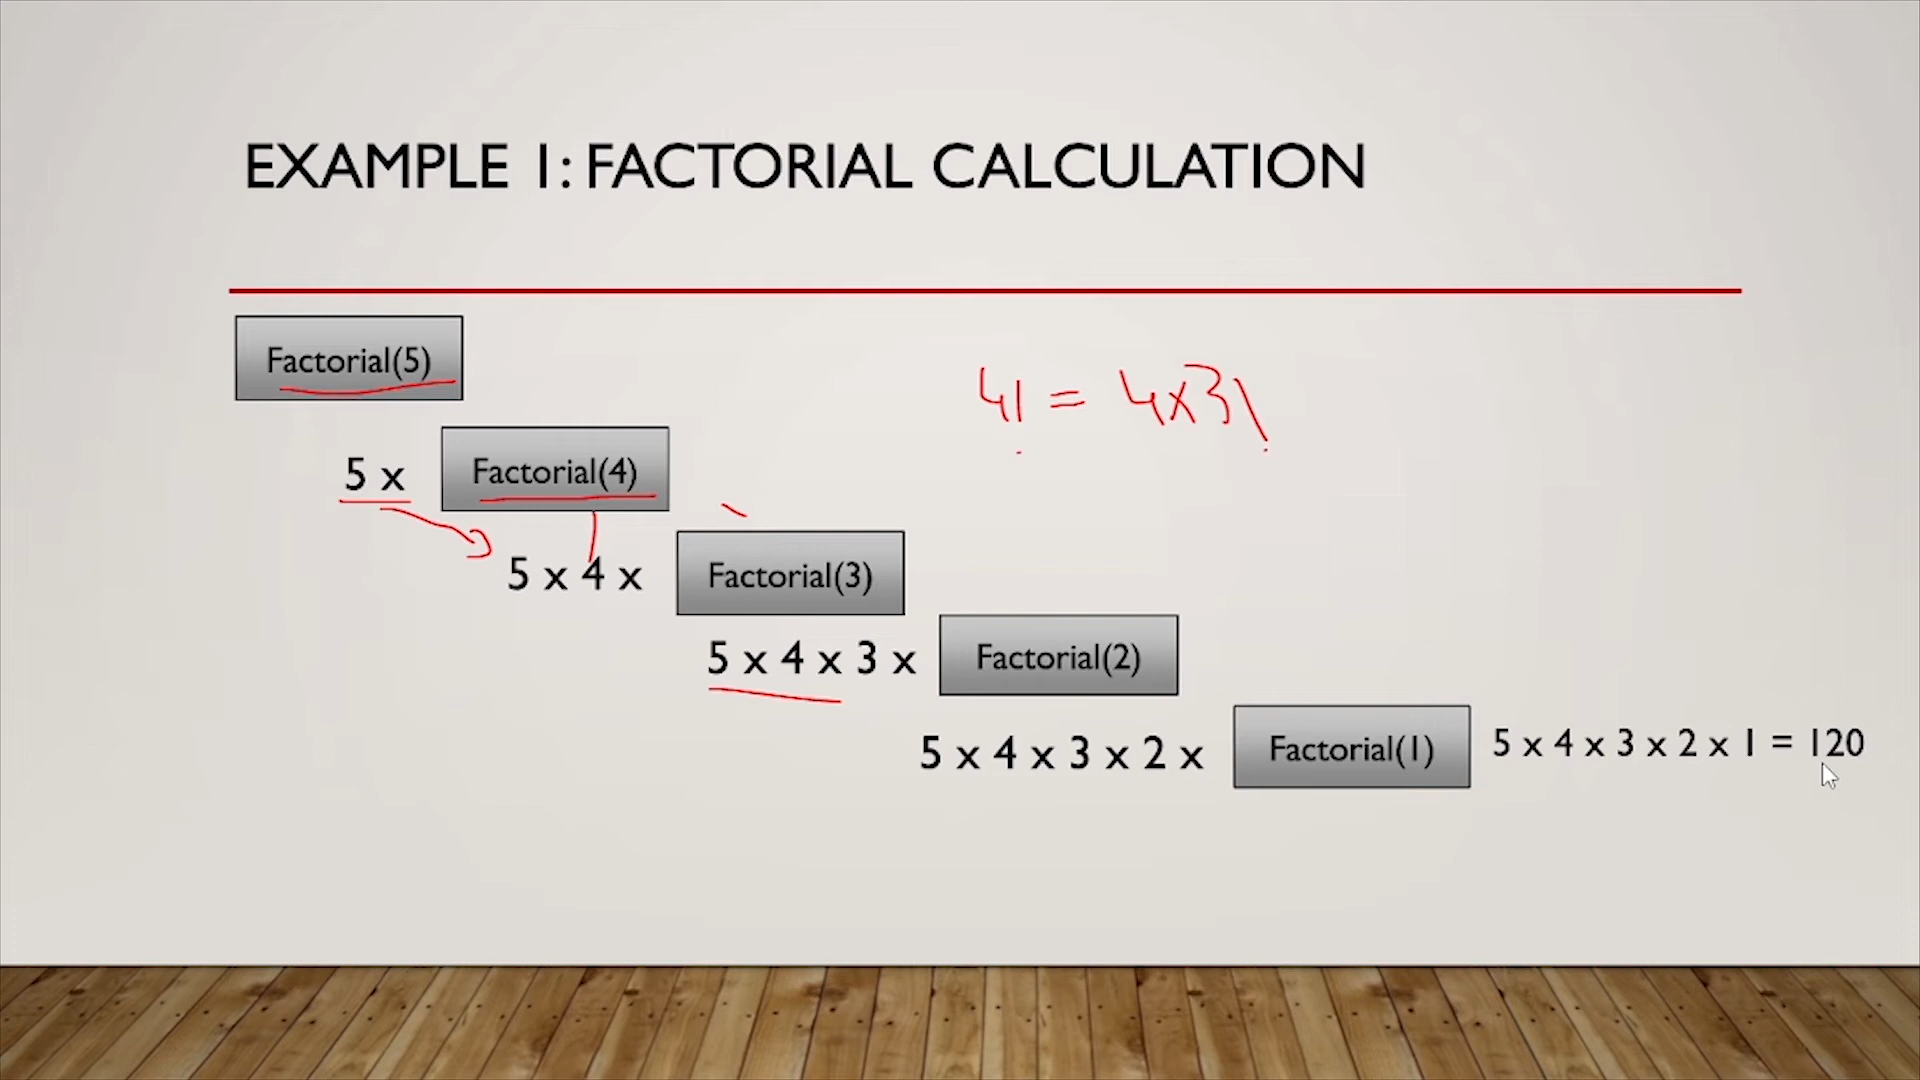 EXAMPLE 1: FACTORIAL CALCULATION
Factorial(5)
4! = 4x3!
5 x Factorial(4)
5 x 4 x Factorial(3)
5 x 4 x 3 x Factorial(2)
5 x 4 x 3 x 2 x Factorial(1) 5 x 4 x 3 x 2 x 1 = 120